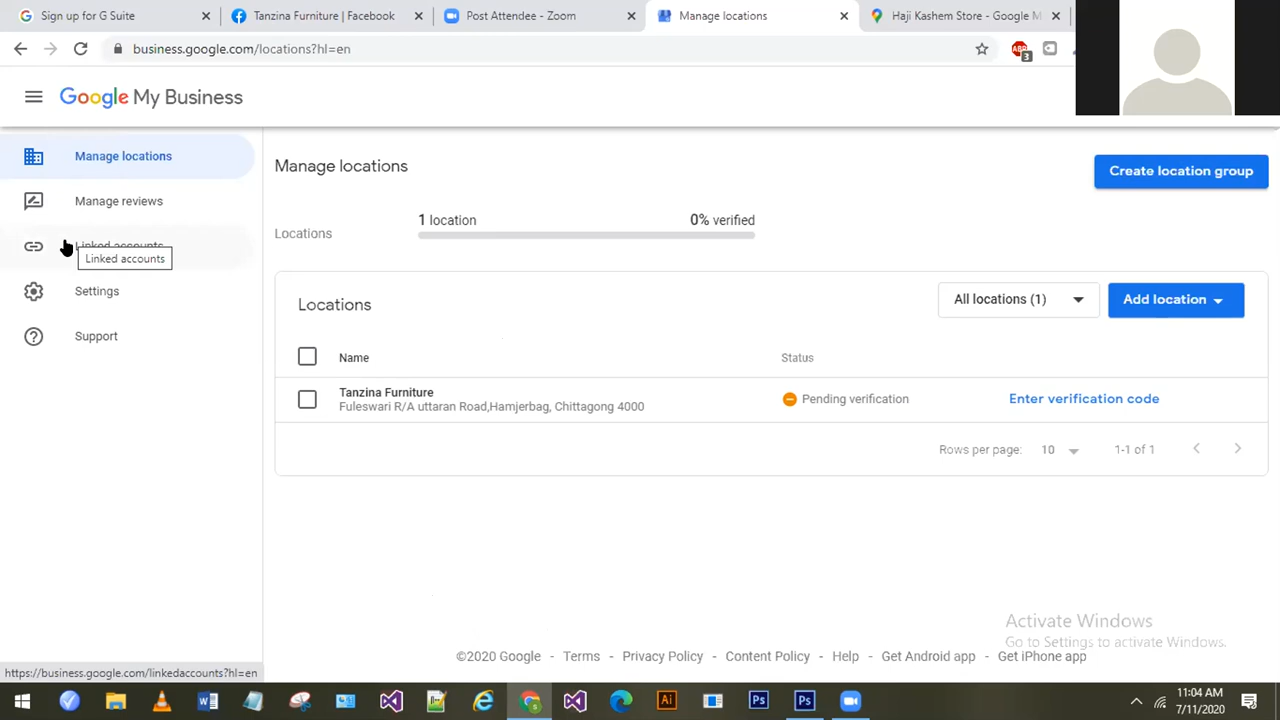 Sign up for G Suite
Tanzina Furniture | Facebook
Post Attendee - Zoom
Manage locations
Haji Kashem Store - Google M
business.google.com/locations?hl=en
ABP
3
Google My Business
Manage locations
Manage reviews
Linked accounts
Linked accounts
Settings
Support
Manage locations
Create location group
Locations
1 location
0% verified
Locations
All locations (1)
Add location
Name
Status
Tanzina Furniture
Fuleswari R/A uttaran Road,Hamjerbag, Chittagong 4000
Pending verification
Enter verification code
Rows per page:
10
1-1 of 1
Activate Windows
Go to Settings to activate Windows.
©2020 Google - Terms - Privacy Policy - Content Policy - Help - Get Android app - Get iPhone app
https://business.google.com/linkedaccounts?hl=en
11:04 AM
7/11/2020